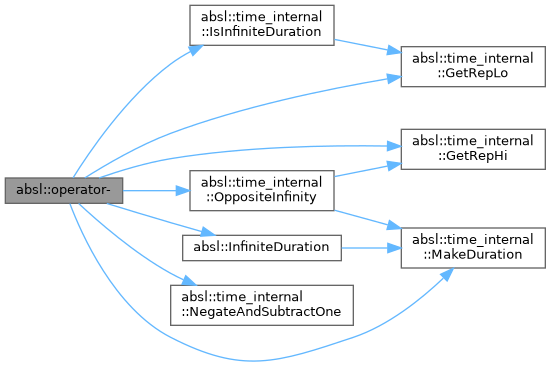 absl::time_internal
::IsInfiniteDuration
absl::time_internal
::GetRepLo
absl::time_internal
::GetRepHi
absl::operator-
absl::time_internal
::OppositeInfinity
absl::InfiniteDuration
absl::time_internal
::MakeDuration
absl::time_internal
::NegateAndSubtractOne